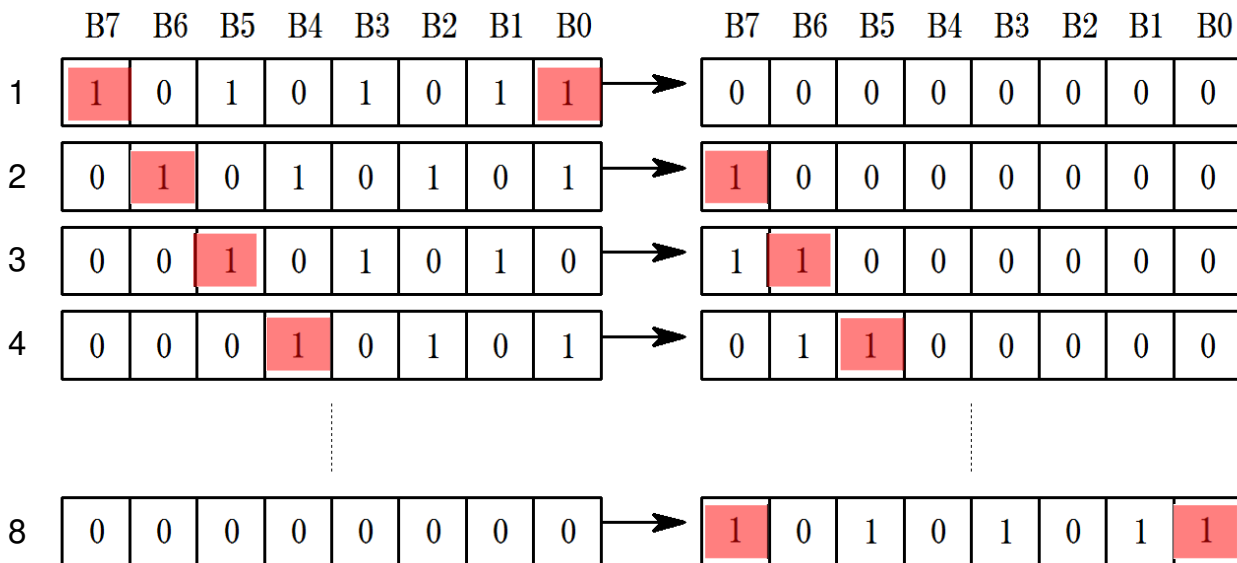 B7 B6 B5 B4 B3 B2 B1 B0 B7 B6 B5 B4 B3 B2 B1 B0
1 1 0 1 0 1 0 1 1 0 0 0 0 0 0 0 0
2 0 1 0 1 0 1 0 1 1 0 0 0 0 0 0 0
3 0 0 1 0 1 0 1 0 1 1 0 0 0 0 0 0
4 0 0 0 1 0 1 0 1 0 1 1 0 0 0 0 0
8 0 0 0 0 0 0 0 0 1 0 1 0 1 0 1 1